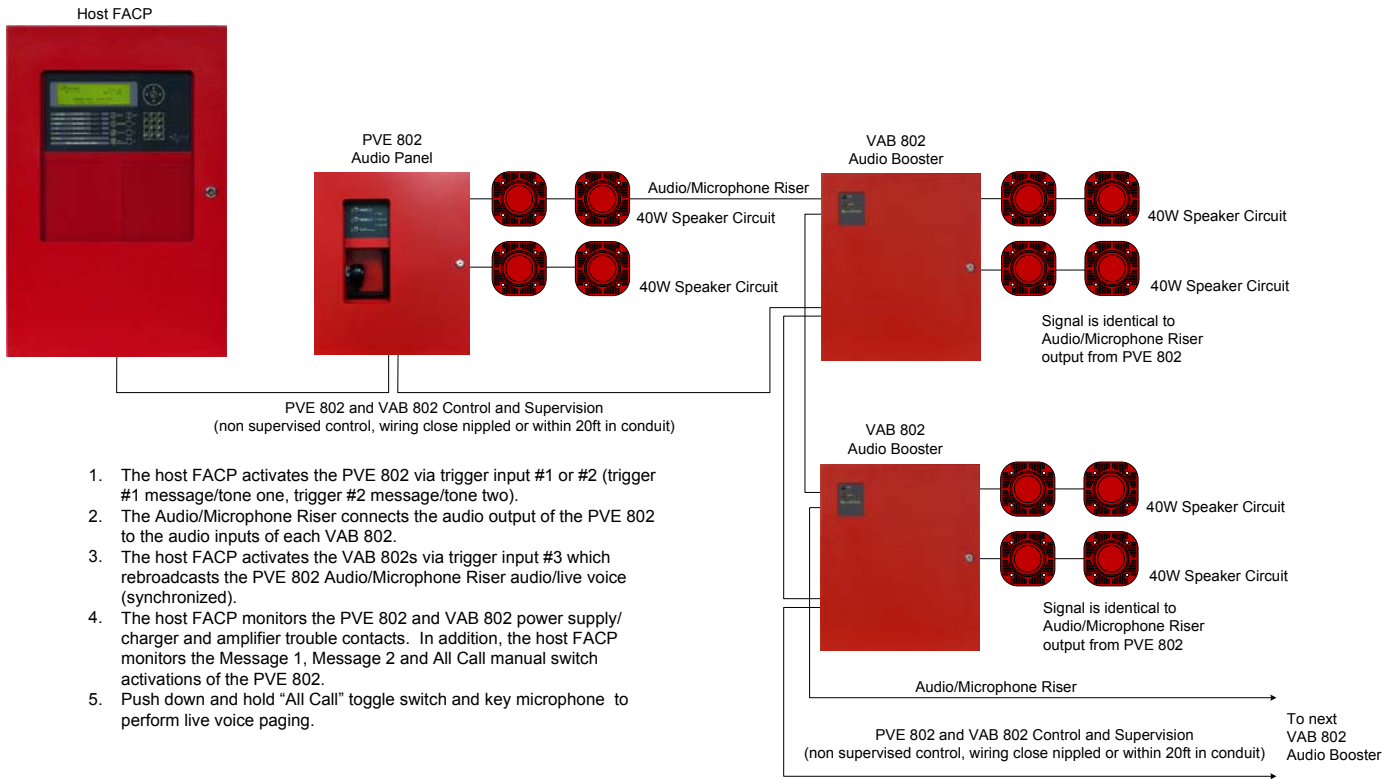 Host FACP
PVE 802
Audio Panel
VAB 802
Audio Booster
Audio/Microphone Riser
40W Speaker Circuit
40W Speaker Circuit
40W Speaker Circuit
40W Speaker Circuit
Signal is identical to
Audio/Microphone Riser
output from PVE 802
PVE 802 and VAB 802 Control and Supervision
(non supervised control, wiring close nippled or within 20ft in conduit)
VAB 802
Audio Booster
40W Speaker Circuit
40W Speaker Circuit
Signal is identical to
Audio/Microphone Riser
output from PVE 802
1. The host FACP activates the PVE 802 via trigger input #1 or #2 (trigger
#1 message/tone one, trigger #2 message/tone two).
2. The Audio/Microphone Riser connects the audio output of the PVE 802
to the audio inputs of each VAB 802.
3. The host FACP activates the VAB 802s via trigger input #3 which
rebroadcasts the PVE 802 Audio/Microphone Riser audio/live voice
(synchronized).
4. The host FACP monitors the PVE 802 and VAB 802 power supply/
charger and amplifier trouble contacts. In addition, the host FACP
monitors the Message 1, Message 2 and All Call manual switch
activations of the PVE 802.
5. Push down and hold “All Call” toggle switch and key microphone to
perform live voice paging.
Audio/Microphone Riser
PVE 802 and VAB 802 Control and Supervision
(non supervised control, wiring close nippled or within 20ft in conduit)
To next
VAB 802
Audio Booster